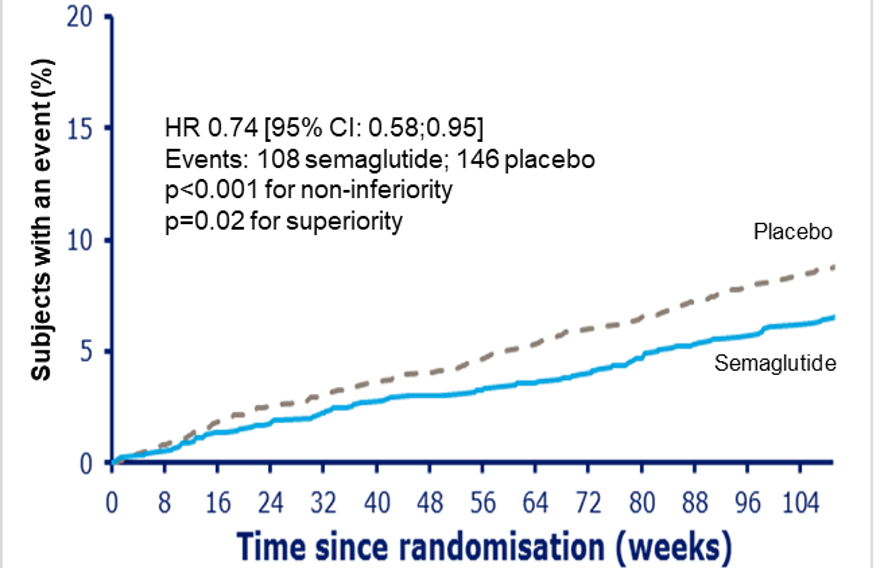 20
Subjects with an event (%)
15
HR 0.74 [95% CI: 0.58;0.95]
Events: 108 semaglutide; 146 placebo
p<0.001 for non-inferiority
p=0.02 for superiority
10
Placebo
5
Semaglutide
0
0 8 16 24 32 40 48 56 64 72 80 88 96 104
Time since randomisation (weeks)